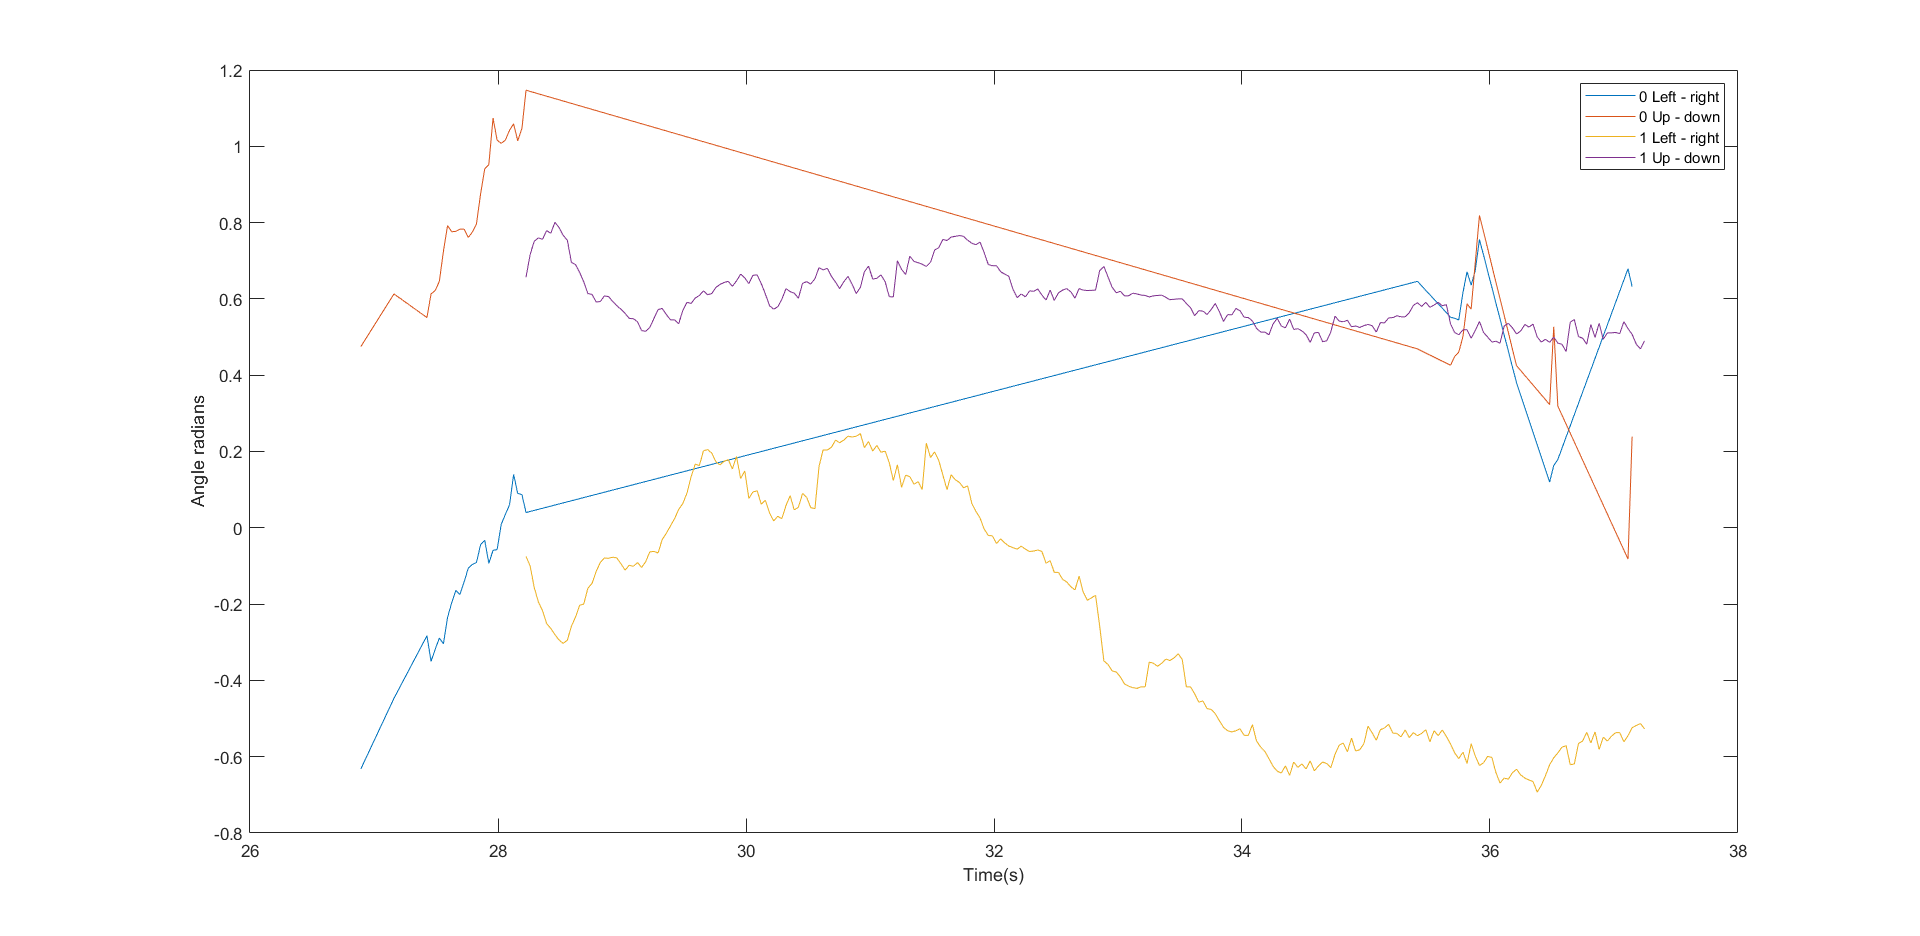 1.2
1
0.8
0.6
0.4
0.2
0
-0.2
-0.4
-0.6
-0.8
Angle radians
26 28 30 32 34 36 38
Time(s)
0 Left - right
0 Up - down
1 Left - right
1 Up - down